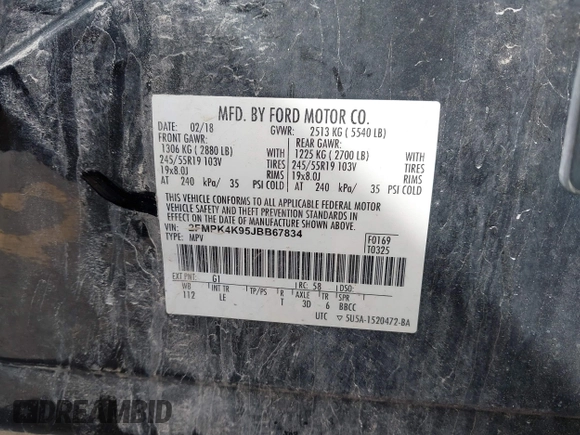 MFD. BY FORD MOTOR CO.
DATE: 02/18 GVWR: 2513 KG ( 5540 LB)
FRONT GAWR: REAR GAWR:
1306 KG ( 2880 LB) WITH 1225 KG ( 2700 LB) WITH
245/55R19 103V TIRES 245/55R19 103V TIRES
19x8.0J RIMS 19x8.0J RIMS
AT 240 kPa/ 35 PSI COLD AT 240 kPa/ 35 PSI COLD
THIS VEHICLE CONFORMS TO ALL APPLICABLE FEDERAL MOTOR
VEHICLE SAFETY AND BUMPER STANDARDS AND
THEFT PREVENTION STANDARDS IN
EFFECT ON THE DATE OF MANUFACTURE SHOWN ABOVE.
VIN: 2FMPK4K95JBB67834
TYPE: MPV
F0169
T0325
EXT PNT: G1 RC: 58 DSO:
WB INT TR TP/PS R AXLE TR SPR
112 LE T 3D 6 BBCC
UTC ▽ 5U5A-1520472-BA
DREAMBID